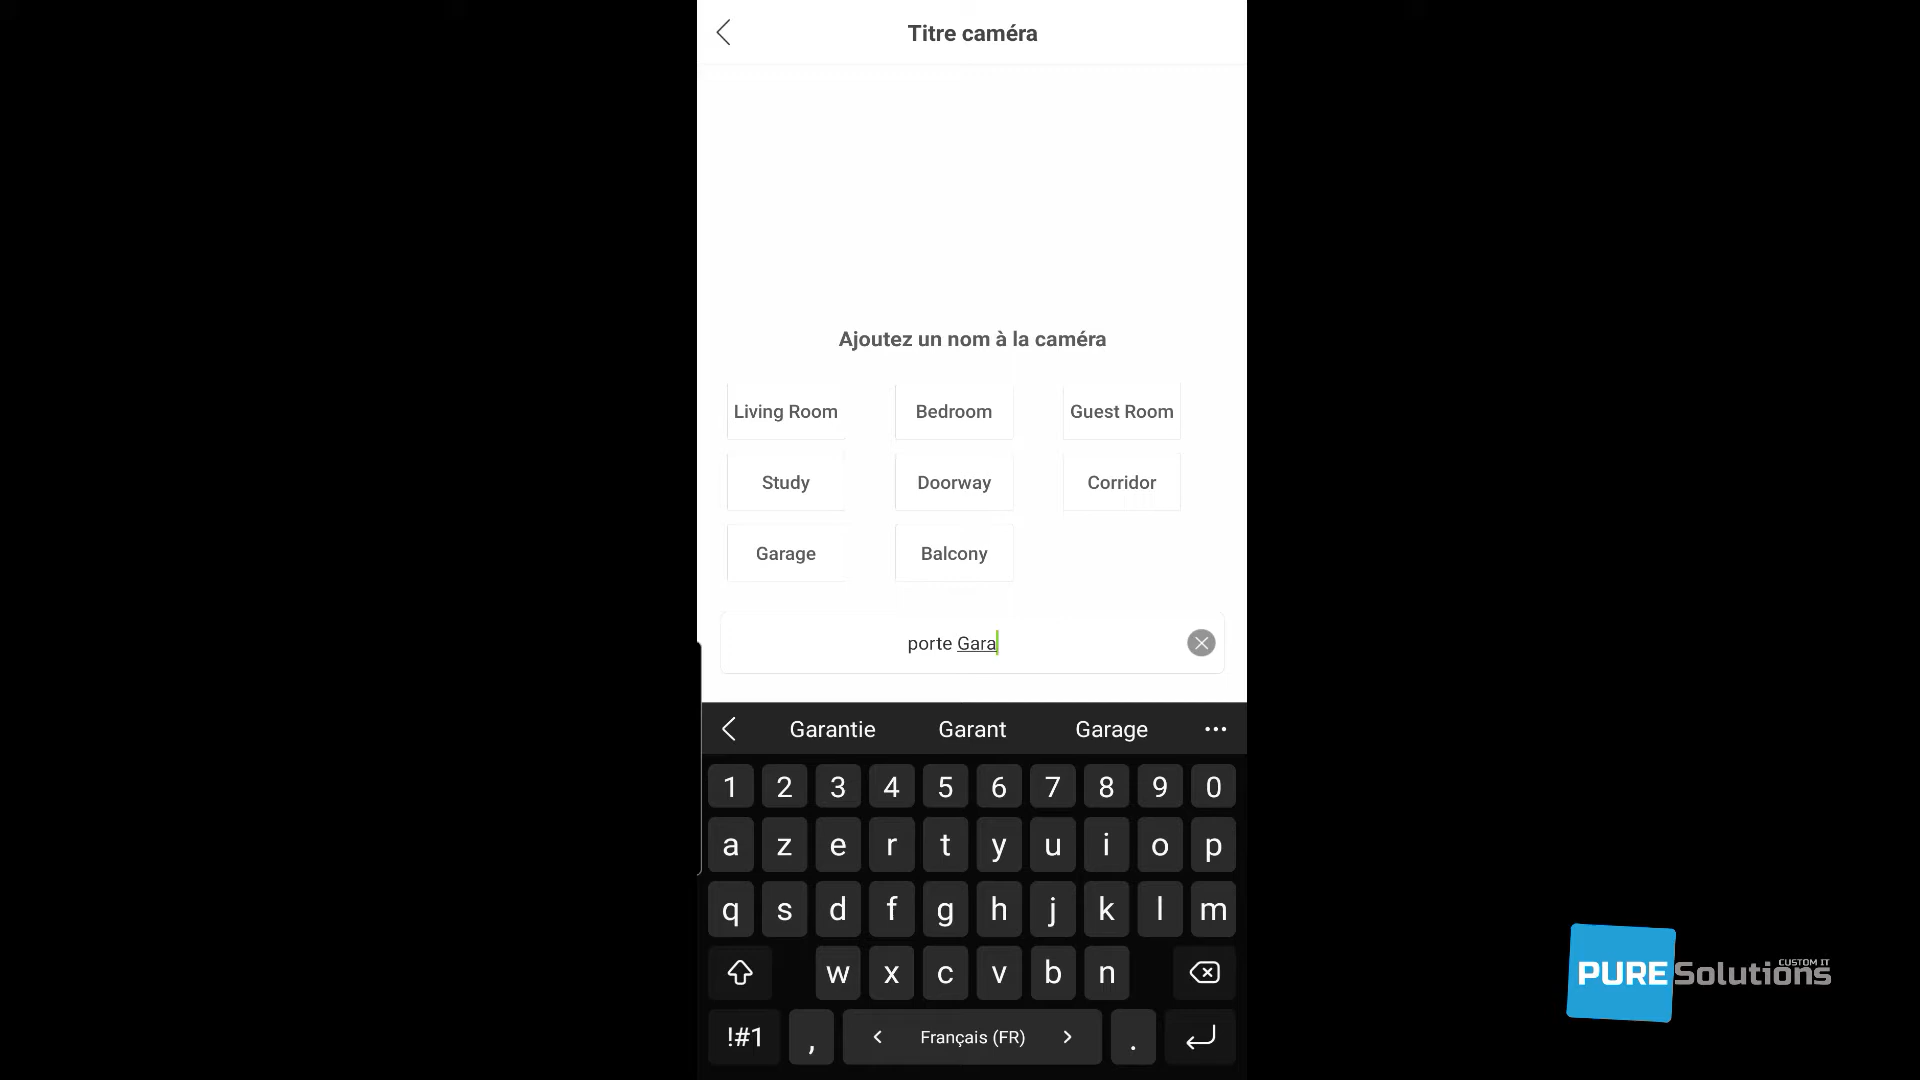 Titre caméra
Ajoutez un nom à la caméra
Living Room Bedroom Guest Room
Study Doorway Corridor
Garage Balcony
porte Gara
Garantie Garant Garage
1 2 3 4 5 6 7 8 9 0
a z e r t y u i o p
q s d f g h j k l m
w x c v b n
!#1 , Français (FR) .
CUSTOM IT
PURE Solutions